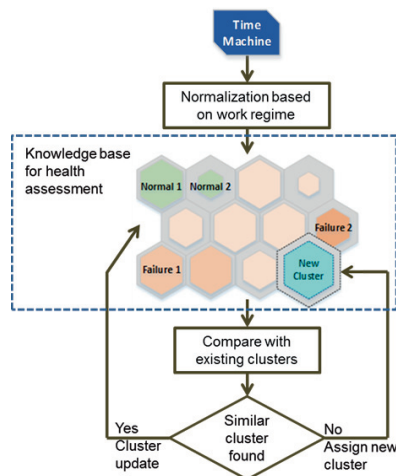 Time
Machine
Normalization based
on work regime
Knowledge base
for health
assessment
Normal 1
Normal 2
Failure 2
Failure 1
New
Cluster
Compare with
existing clusters
Yes
Cluster
update
Similar
cluster
found
No
Assign new
cluster